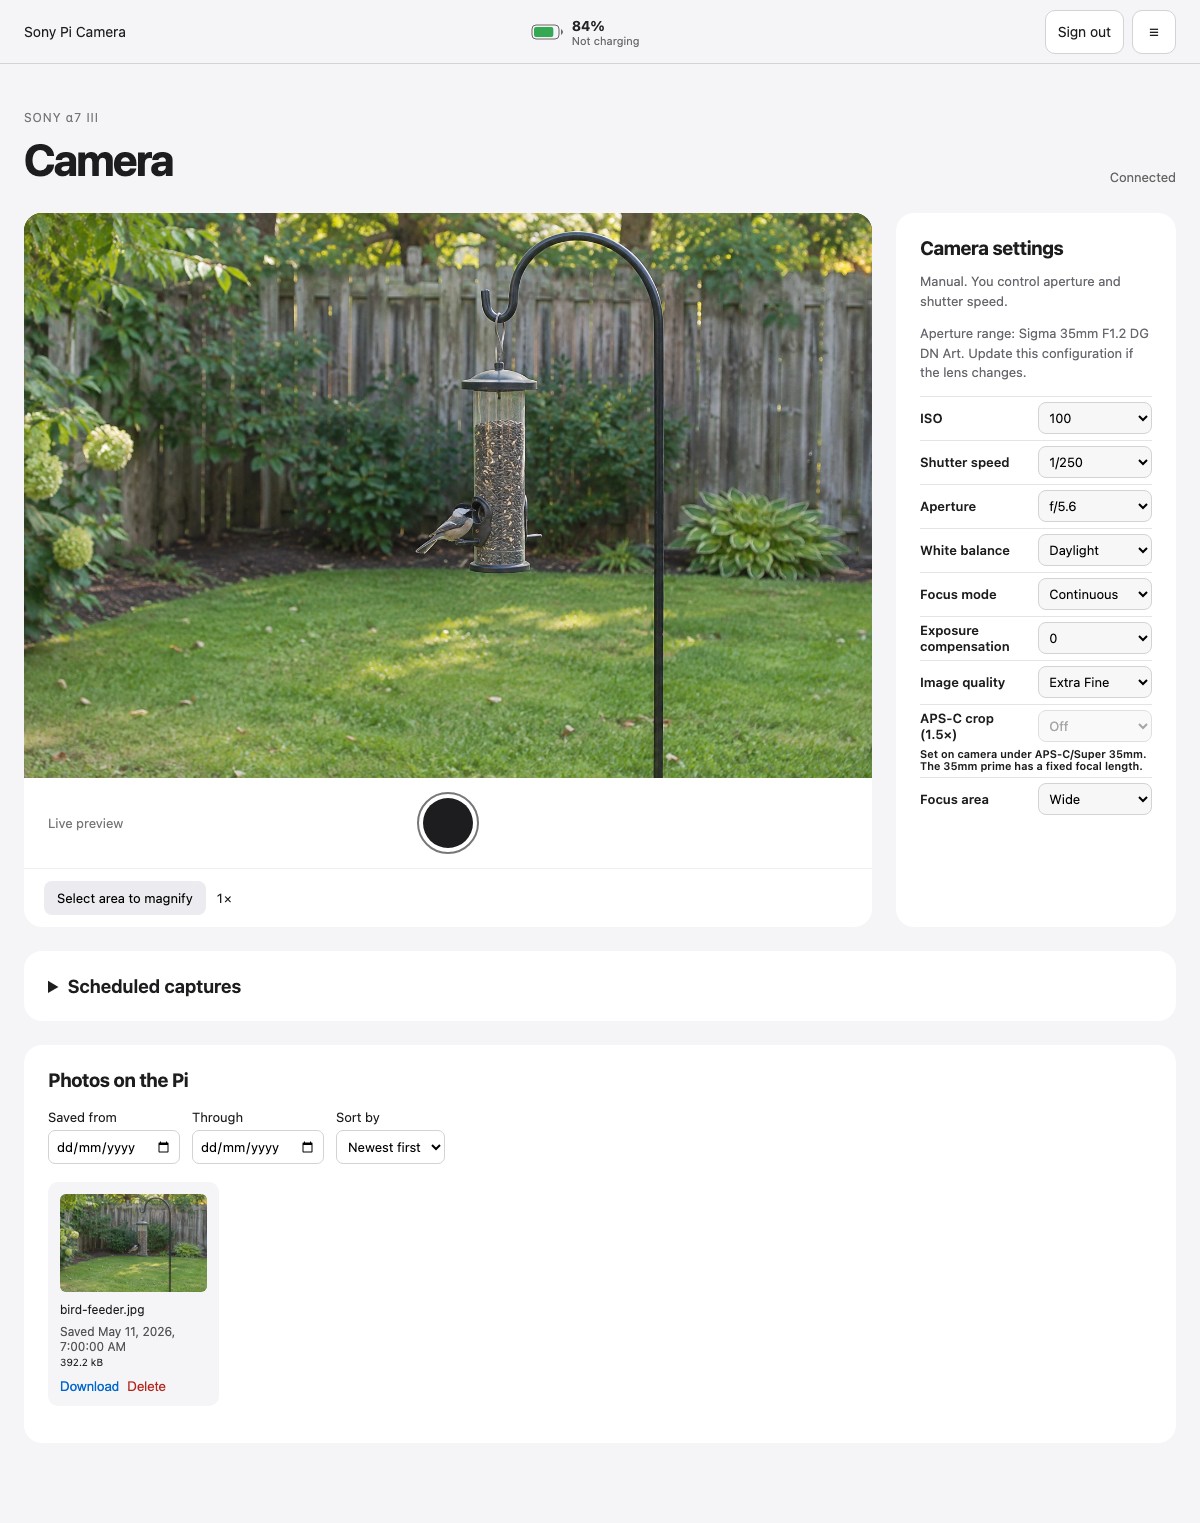 Sony Pi Camera
84%
Not charging
Sign out
≡
SONY α7 III
Camera
Connected
Camera settings
Manual. You control aperture and
shutter speed.
Aperture range: Sigma 35mm F1.2 DG
DN Art. Update this configuration if
the lens changes.
ISO 100
Shutter speed 1/250
Aperture f/5.6
White balance Daylight
Focus mode Continuous
Exposure
compensation 0
Image quality Extra Fine
APS-C crop
(1.5×) Off
Set on camera under APS-C/Super 35mm.
The 35mm prime has a fixed focal length.
Focus area Wide
Live preview
Select area to magnify 1×
Scheduled captures
Photos on the Pi
Saved from Through Sort by
dd/mm/yyyy dd/mm/yyyy Newest first
bird-feeder.jpg
Saved May 11, 2026,
7:00:00 AM
392.2 kB
Download Delete